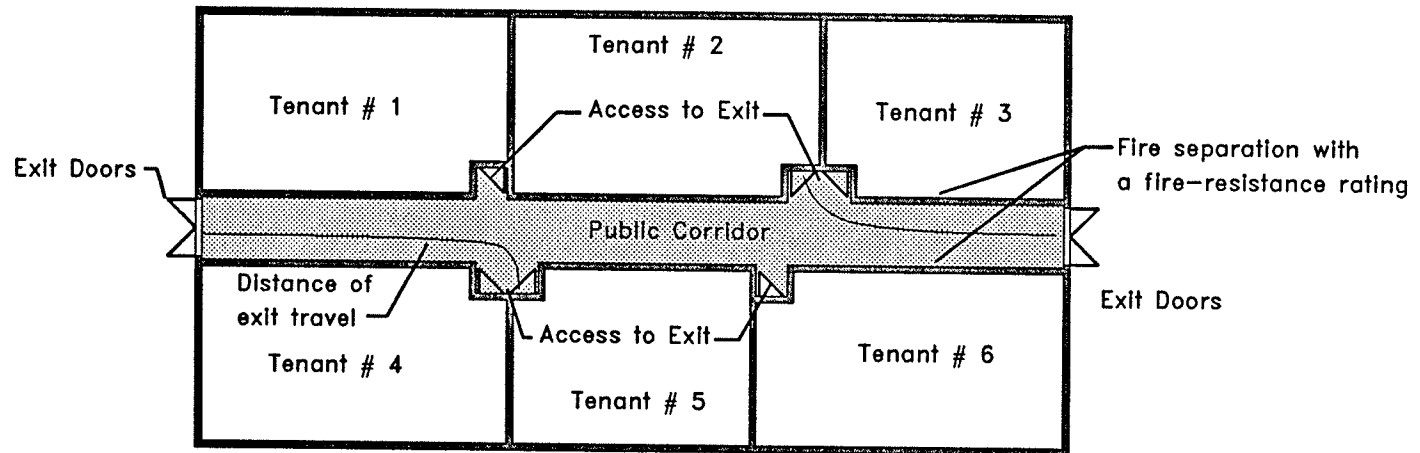 Tenant # 2
Tenant # 1
Access to Exit
Tenant # 3
Exit Doors
Fire separation with
a fire-resistance rating
Public Corridor
Distance of
exit travel
Exit Doors
Access to Exit
Tenant # 4
Tenant # 6
Tenant # 5